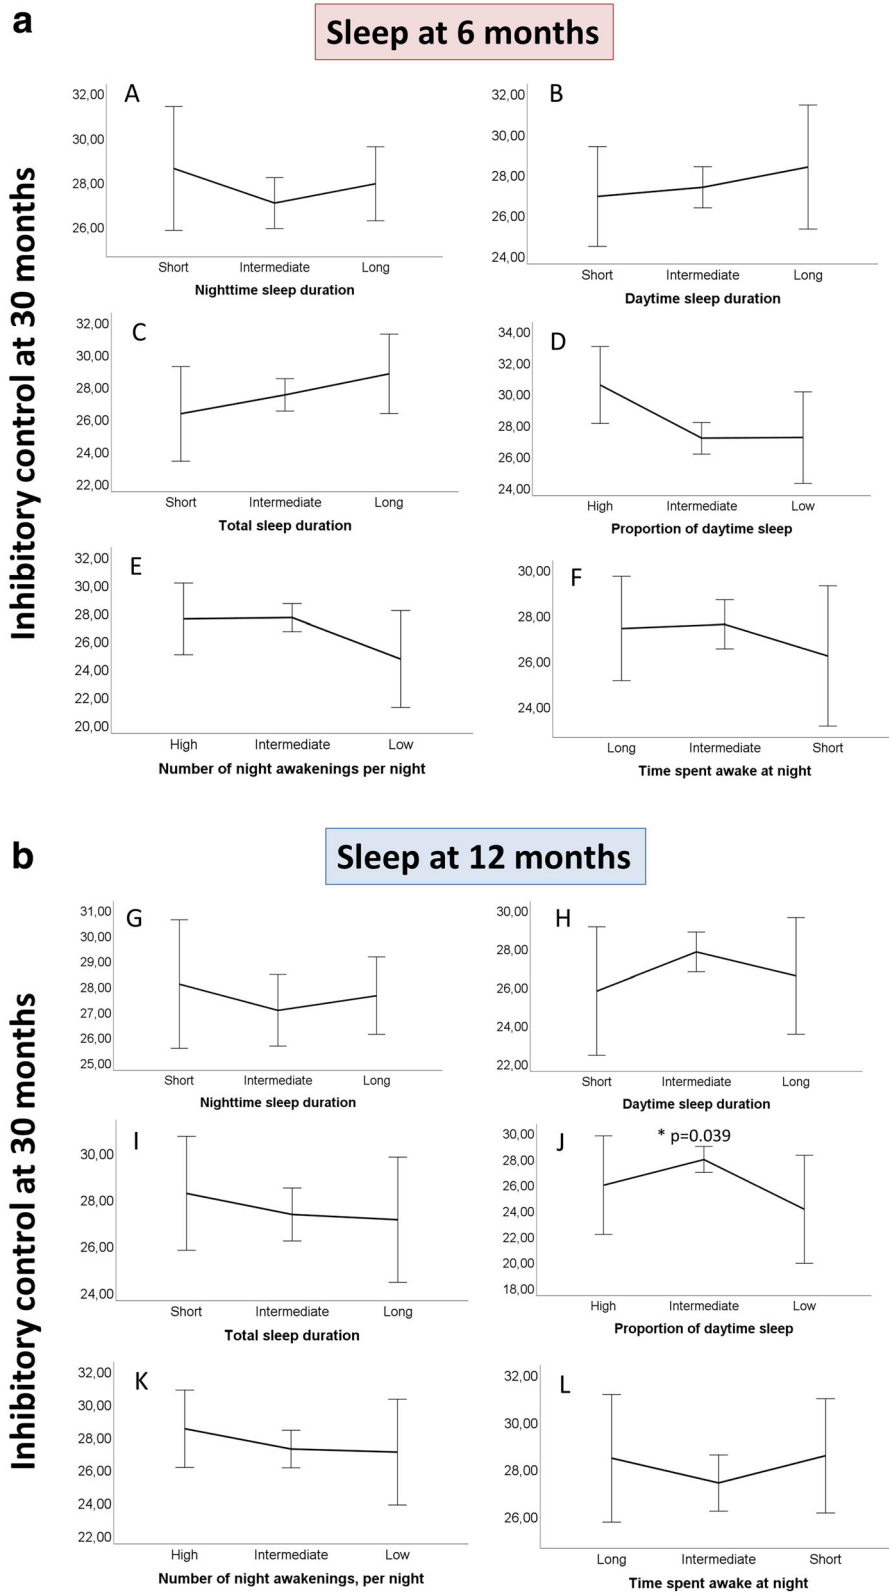 a
Sleep at 6 months
Inhibitory control at 30 months
A
32,00
30,00
28,00
26,00
Short Intermediate Long
Nighttime sleep duration
B
32,00
30,00
28,00
26,00
24,00
Short Intermediate Long
Daytime sleep duration
C
32,00
30,00
28,00
26,00
24,00
22,00
Short Intermediate Long
Total sleep duration
D
34,00
32,00
30,00
28,00
26,00
24,00
High Intermediate Low
Proportion of daytime sleep
E
32,00
30,00
28,00
26,00
24,00
22,00
20,00
High Intermediate Low
Number of night awakenings per night
F
30,00
28,00
26,00
24,00
Long Intermediate Short
Time spent awake at night
b
Sleep at 12 months
Inhibitory control at 30 months
G
31,00
30,00
29,00
28,00
27,00
26,00
25,00
Short Intermediate Long
Nighttime sleep duration
H
30,00
28,00
26,00
24,00
22,00
Short Intermediate Long
Daytime sleep duration
I
30,00
28,00
26,00
24,00
Short Intermediate Long
Total sleep duration
J
* p=0.039
30,00
28,00
26,00
24,00
22,00
20,00
18,00
High Intermediate Low
Proportion of daytime sleep
K
32,00
30,00
28,00
26,00
24,00
22,00
High Intermediate Low
Number of night awakenings, per night
L
32,00
30,00
28,00
26,00
Long Intermediate Short
Time spent awake at night